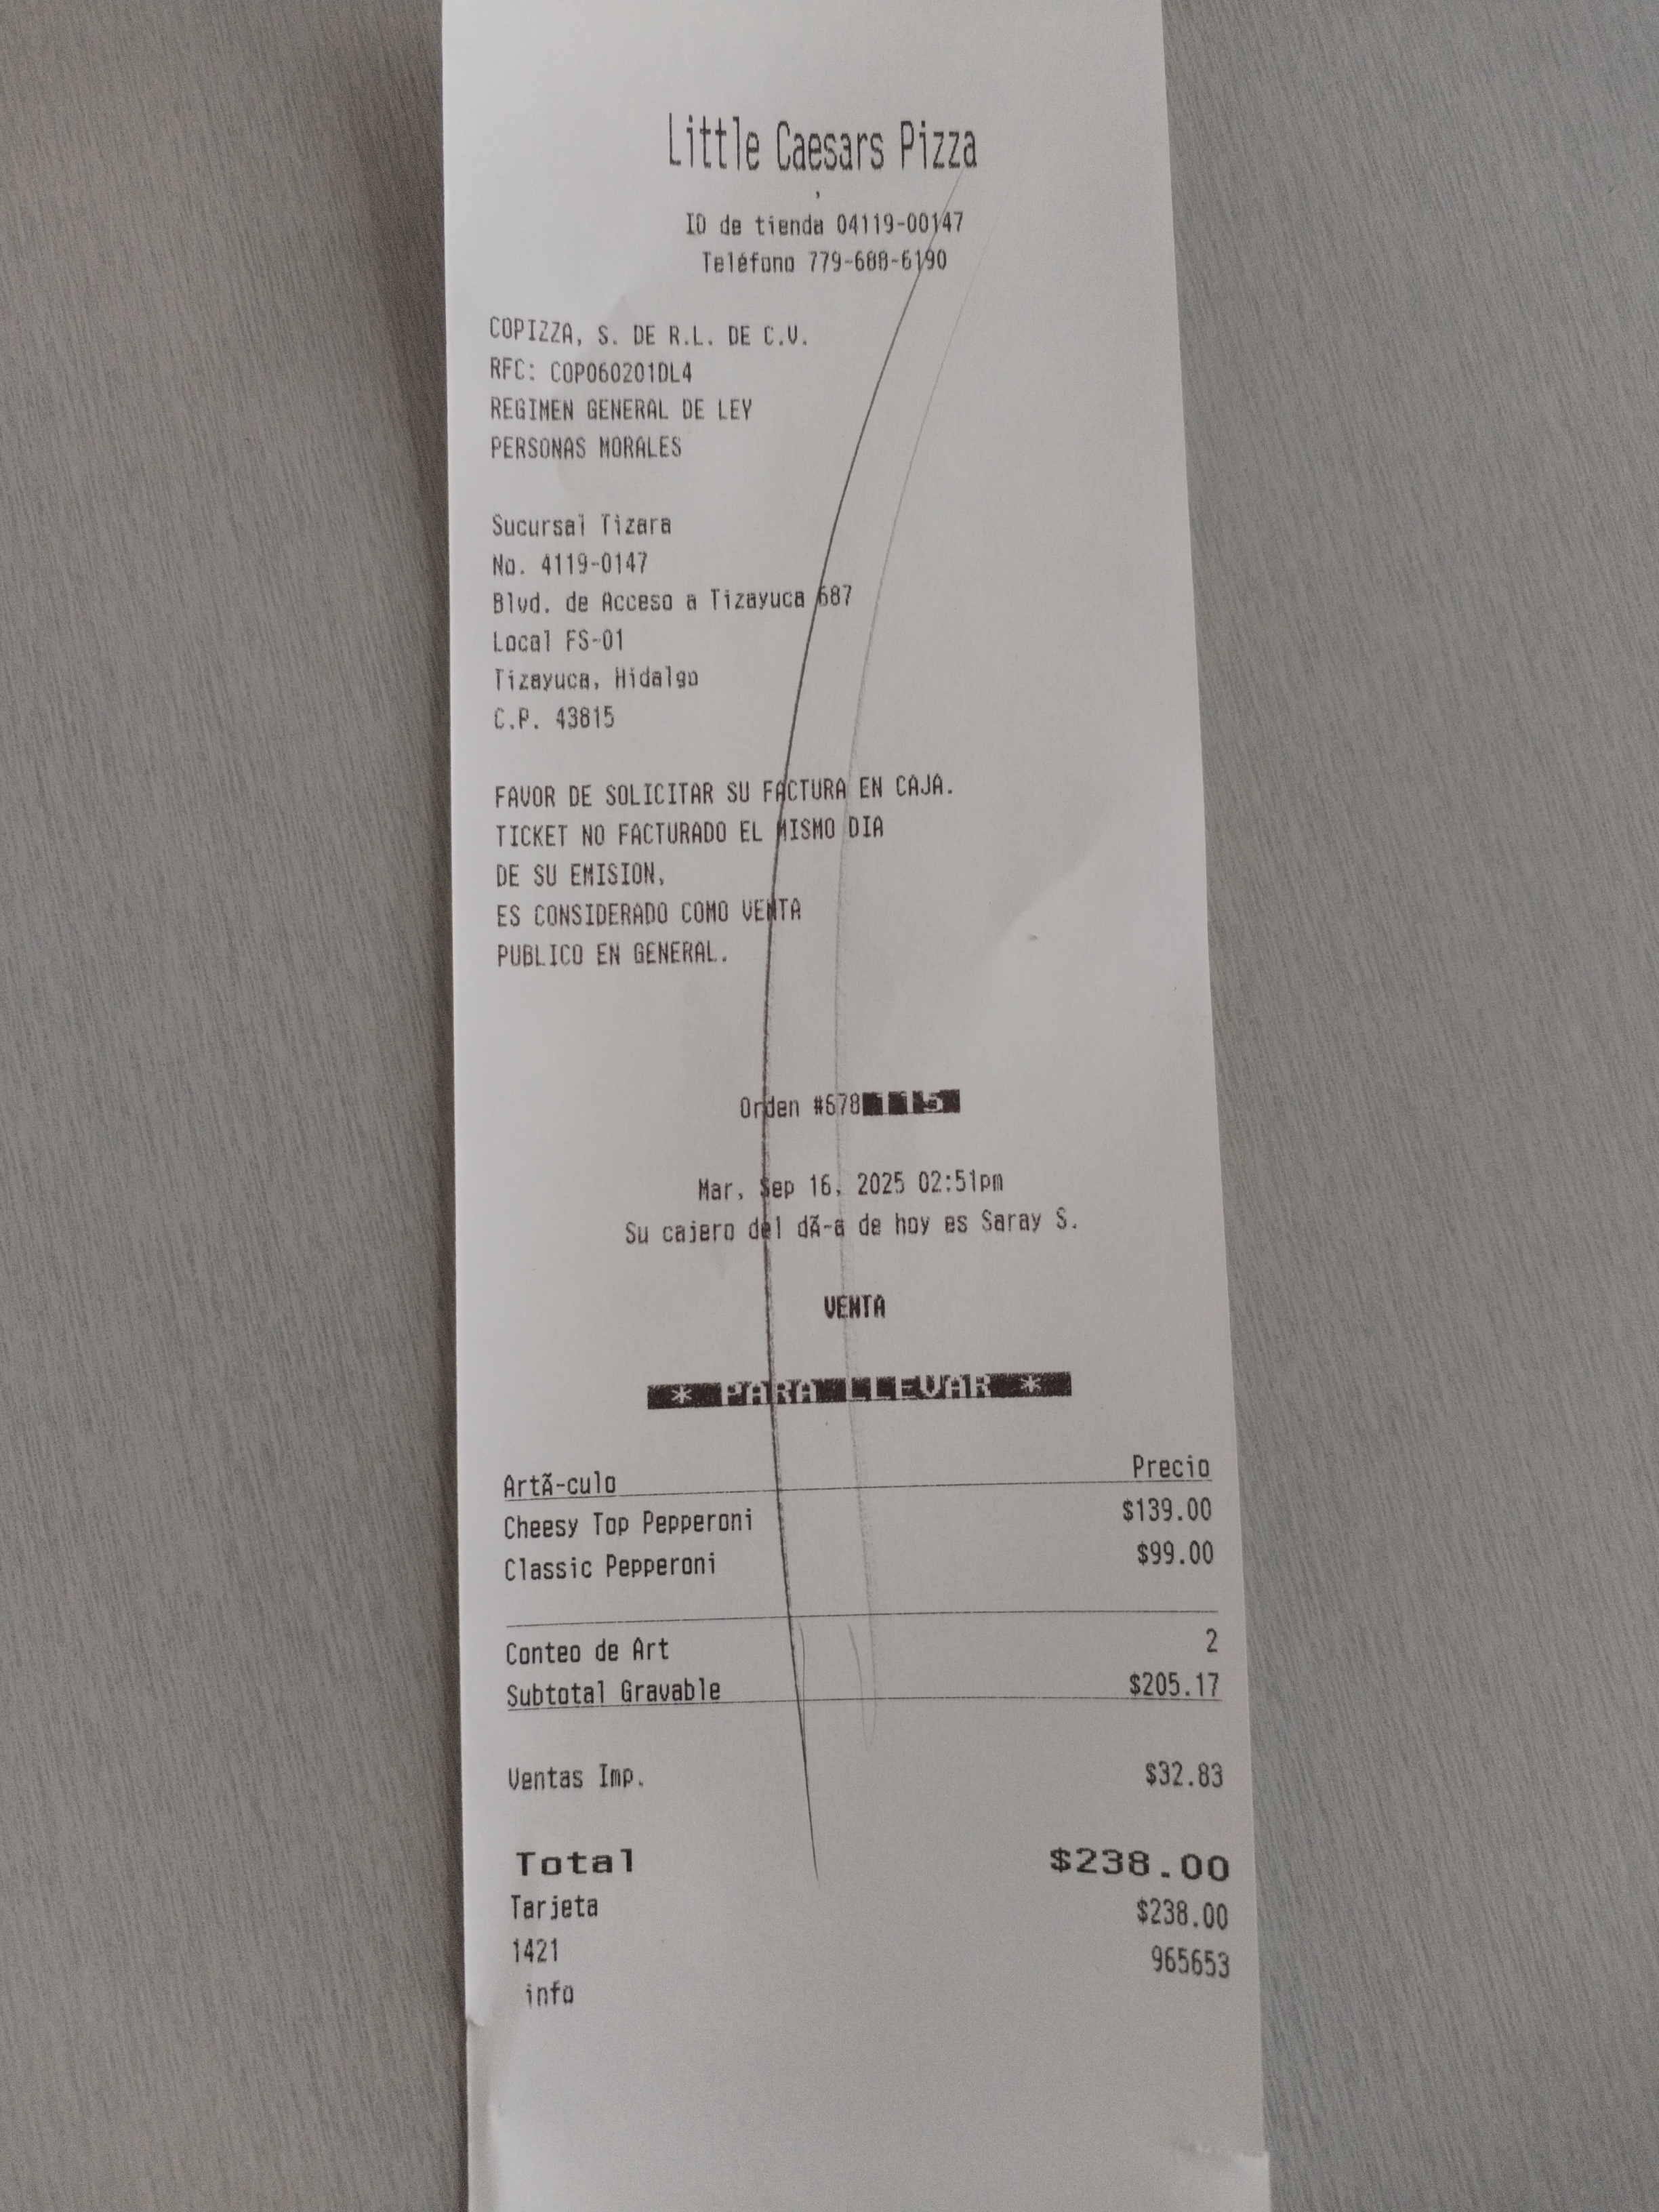 Little Caesars Pizza
,
ID de tienda 04119-00147
Teléfono 779-688-6190
COPIZZA, S. DE R.L. DE C.V.
RFC: COP060201DL4
REGIMEN GENERAL DE LEY
PERSONAS MORALES
Sucursal Tizara
No. 4119-0147
Blvd. de Acceso a Tizayuca 687
Local FS-01
Tizayuca, Hidalgo
C.P. 43815
FAVOR DE SOLICITAR SU FACTURA EN CAJA.
TICKET NO FACTURADO EL MISMO DIA
DE SU EMISION,
ES CONSIDERADO COMO VENTA
PUBLICO EN GENERAL.
Orden #678115
Mar, Sep 16, 2025 02:51pm
Su cajero del dÃ-a de hoy es Saray S.
VENTA
* PARA LLEVAR *
ArtÃ-culo Precio
Cheesy Top Pepperoni $139.00
Classic Pepperoni $99.00
Conteo de Art 2
Subtotal Gravable $205.17
Ventas Imp. $32.83
Total $238.00
Tarjeta $238.00
1421 965653
info